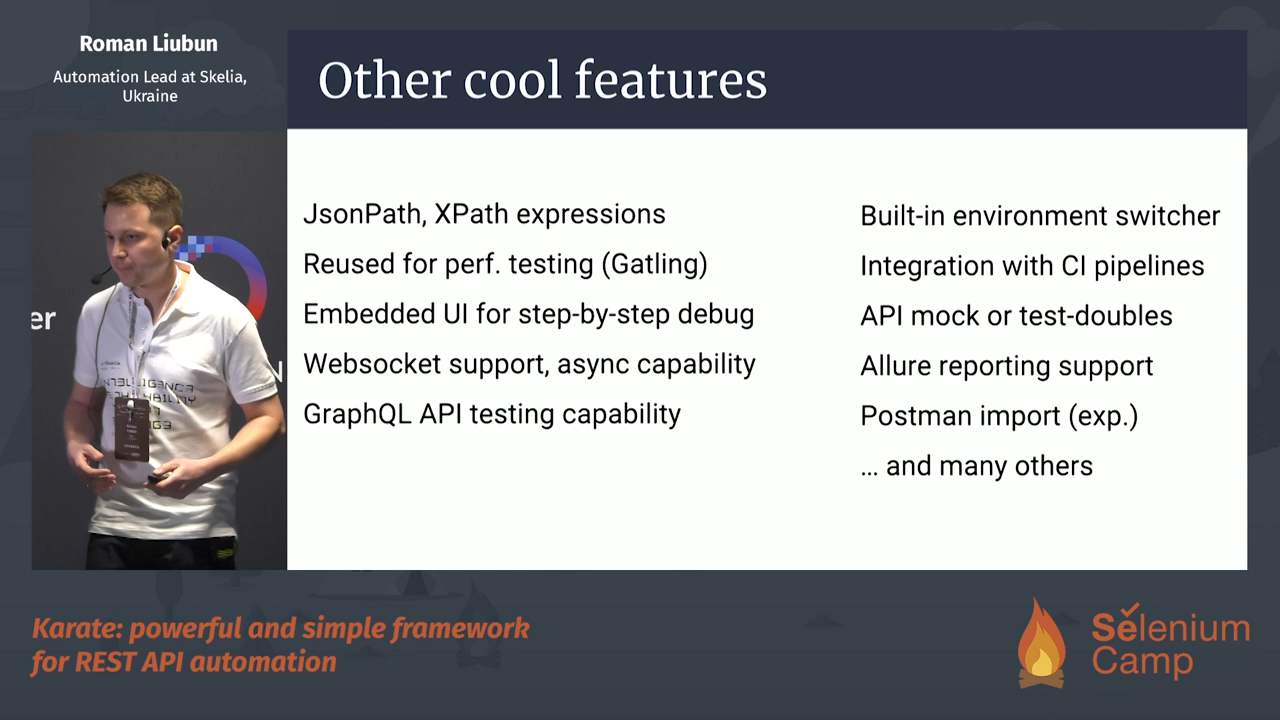 Roman Liubun
Automation Lead at Skelia,
Ukraine
Other cool features
JsonPath, XPath expressions
Reused for perf. testing (Gatling)
Embedded UI for step-by-step debug
Websocket support, async capability
GraphQL API testing capability
Built-in environment switcher
Integration with CI pipelines
API mock or test-doubles
Allure reporting support
Postman import (exp.)
... and many others
er
N
Karate: powerful and simple framework
for REST API automation
Selenium
Camp